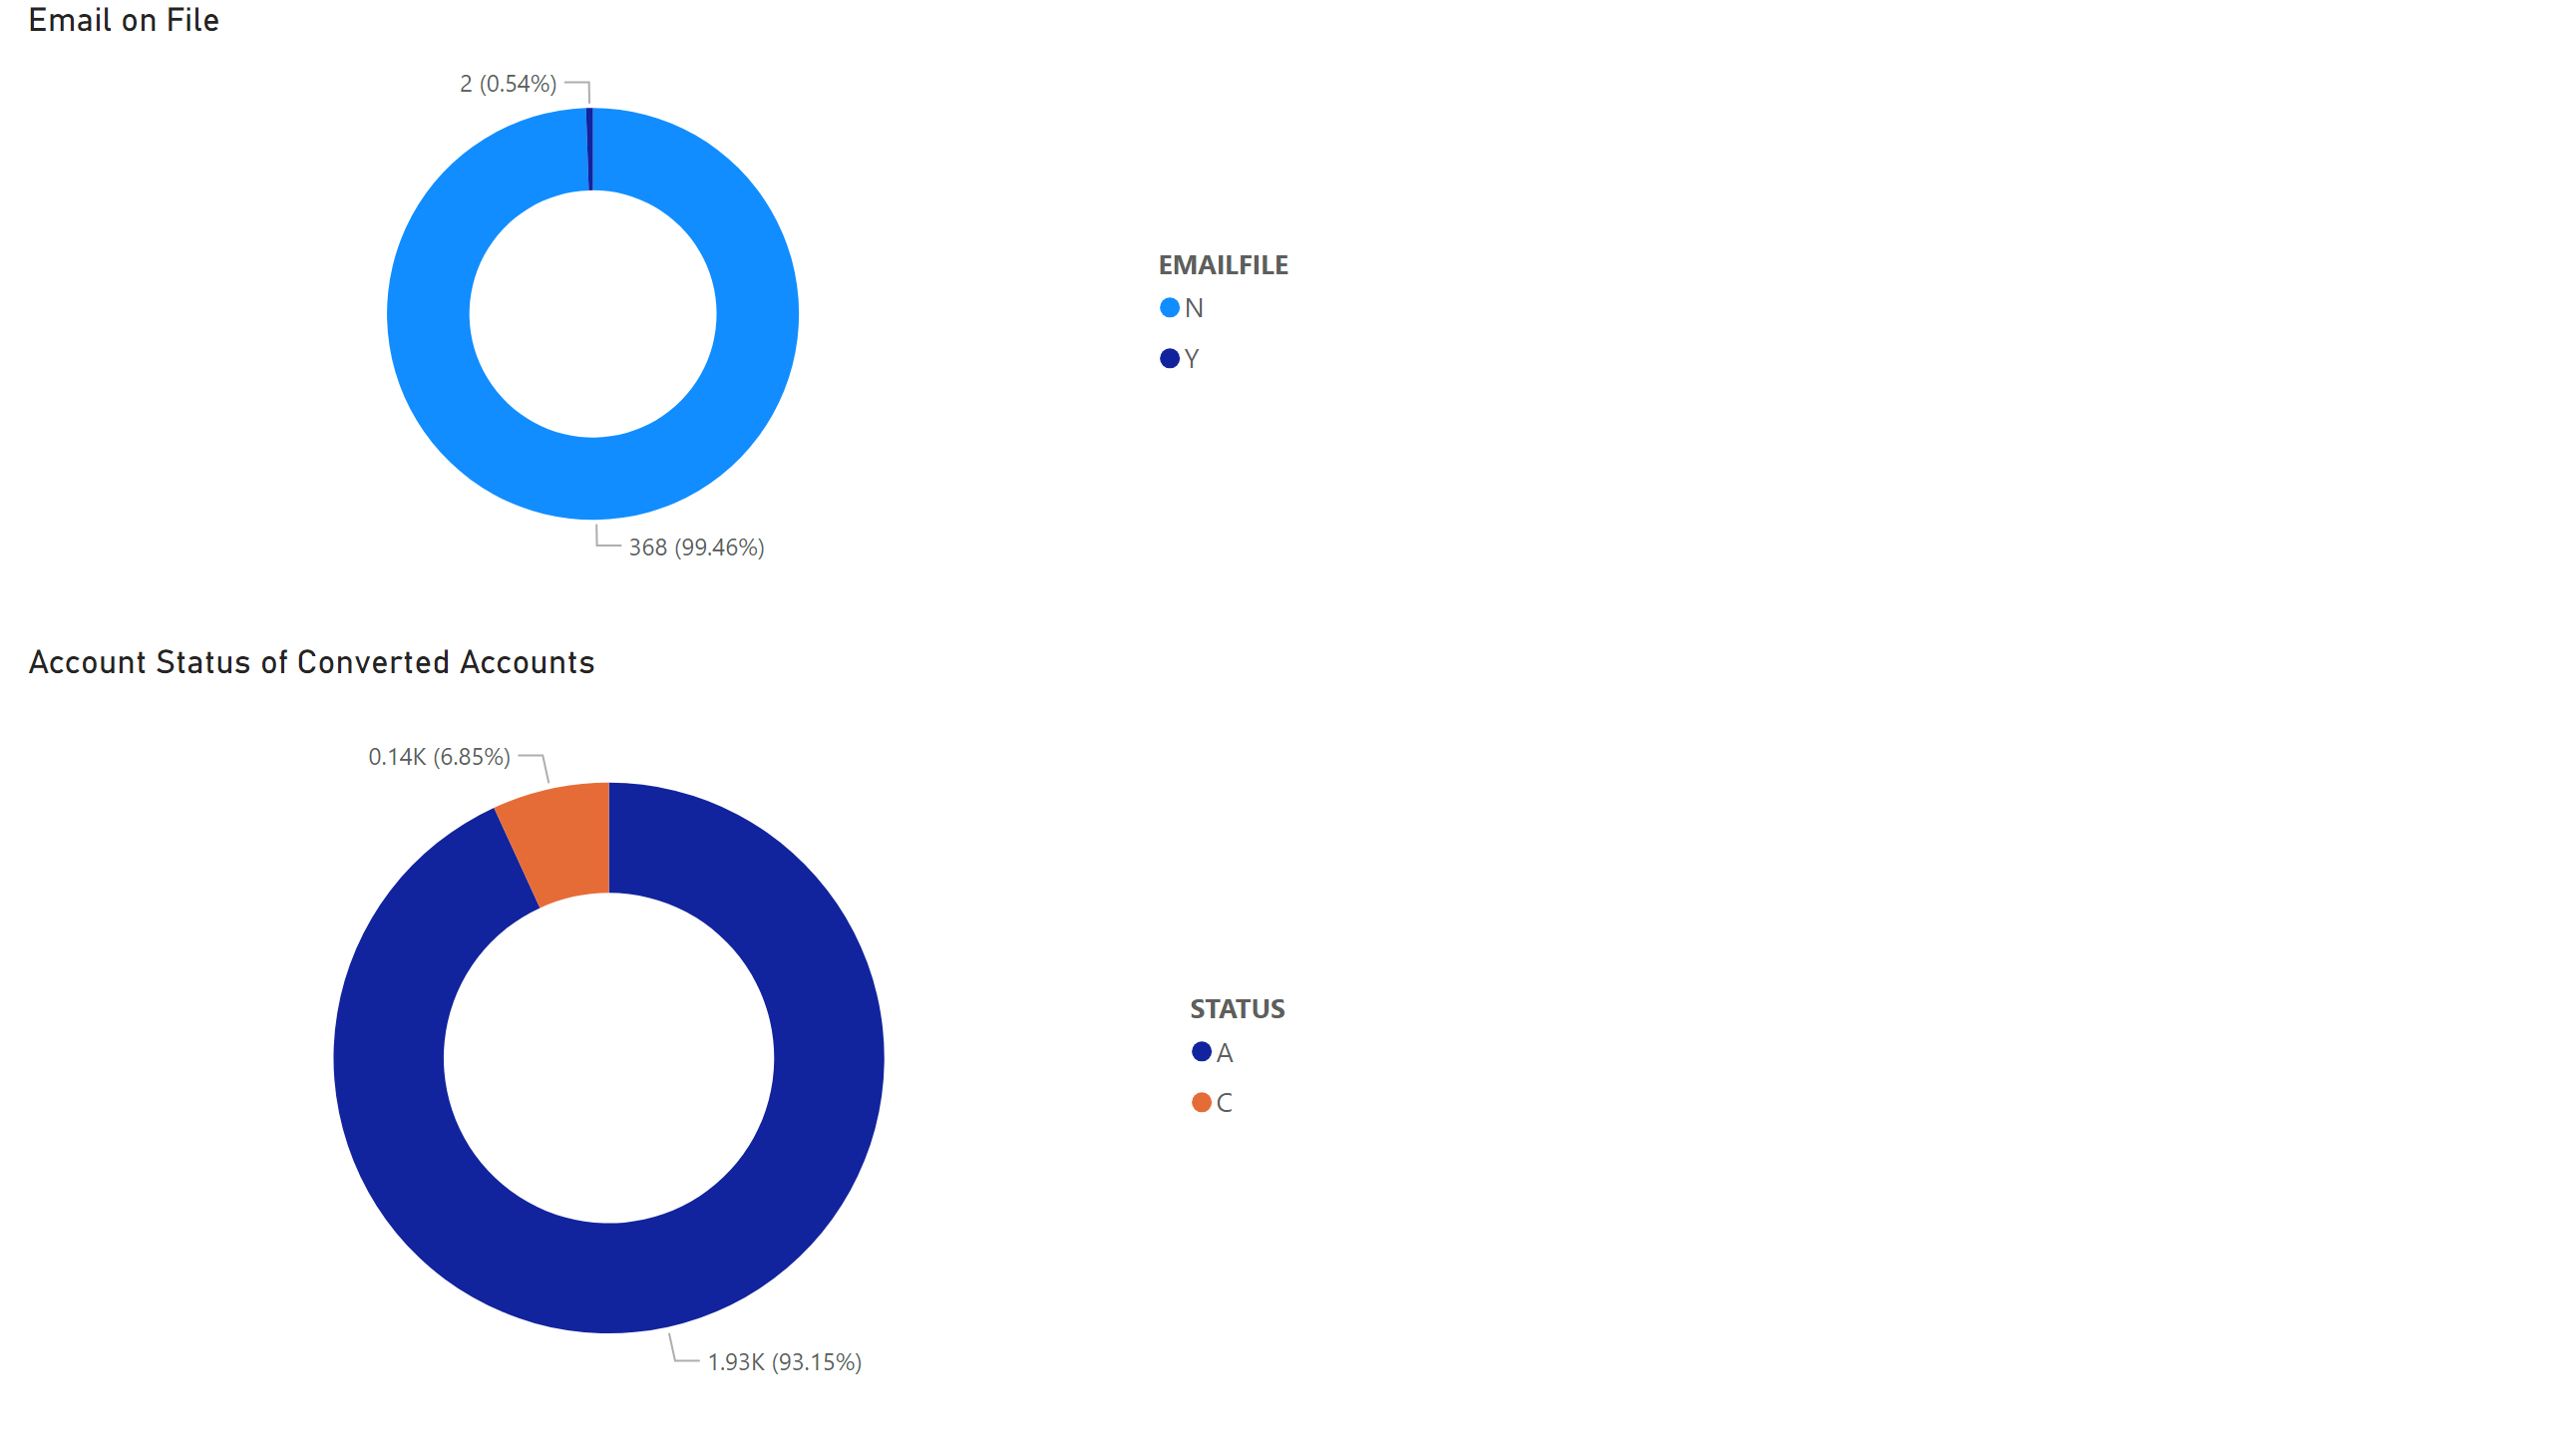 Email on File
2 (0.54%)
EMAILFILE
N
Y
368 (99.46%)
Account Status of Converted Accounts
0.14K (6.85%)
STATUS
A
C
1.93K (93.15%)